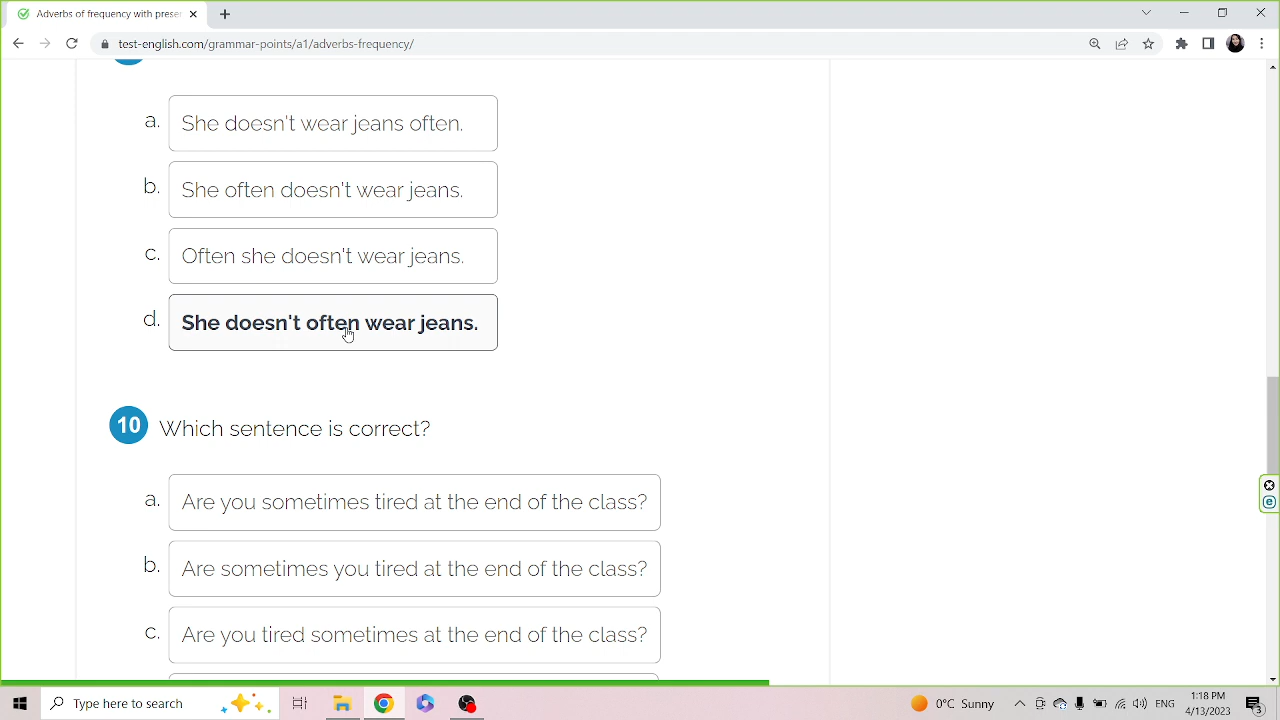 Adverbs of frequency with prese
test-english.com/grammar-points/a1/adverbs-frequency/
a. She doesn't wear jeans often.
b. She often doesn't wear jeans.
c. Often she doesn't wear jeans.
d. She doesn't often wear jeans.
10 Which sentence is correct?
a. Are you sometimes tired at the end of the class?
b. Are sometimes you tired at the end of the class?
c. Are you tired sometimes at the end of the class?
Type here to search
0°C Sunny
ENG
1:18 PM
4/13/2023
3